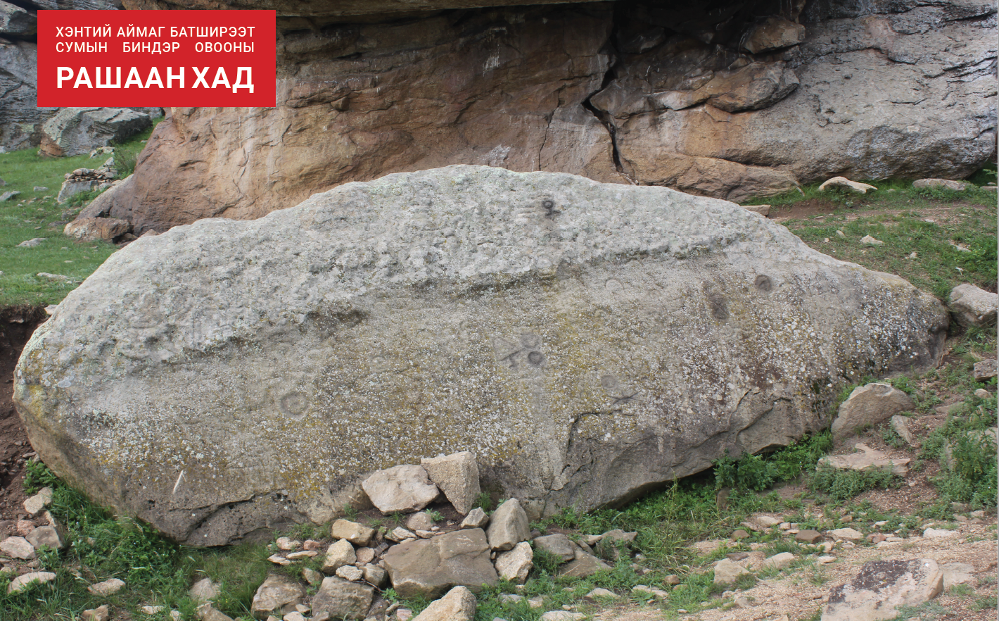 ХЭНТИЙ АЙМАГ БАТШИРЭЭТ
СУМЫН БИНДЭР ОВООНЫ
РАШААН ХАД